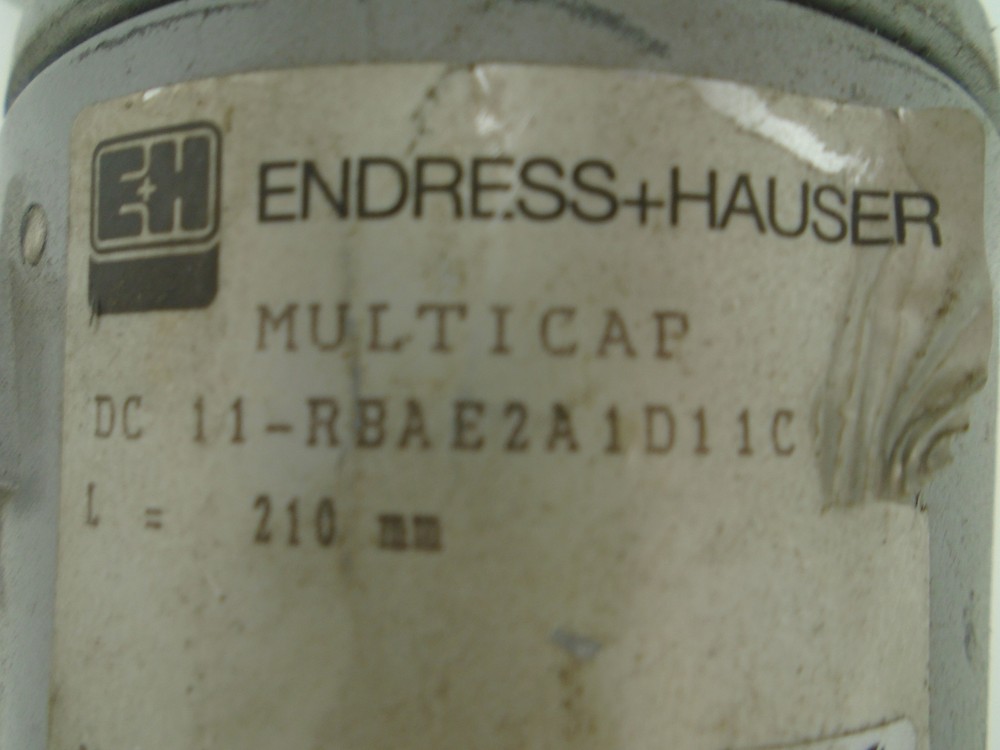 E+H ENDRESS+HAUSER
MULTICAP
DC 11-RBAE2A1D11C
L = 210 mm